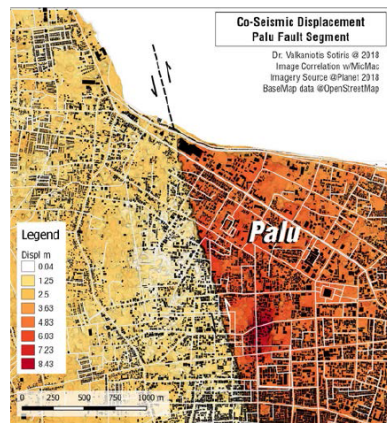 Co-Seismic Displacement
Palu Fault Segment
Dr. Valkaniotis Sotiris @ 2018
Image Correlation w/MicMac
Imagery Source @Planet 2018
BaseMap data @OpenStreetMap
Palu
Legend
Displ m
0.04
1.25
2.5
3.63
4.83
6.03
7.23
8.43
0 250 500 750 1000 m